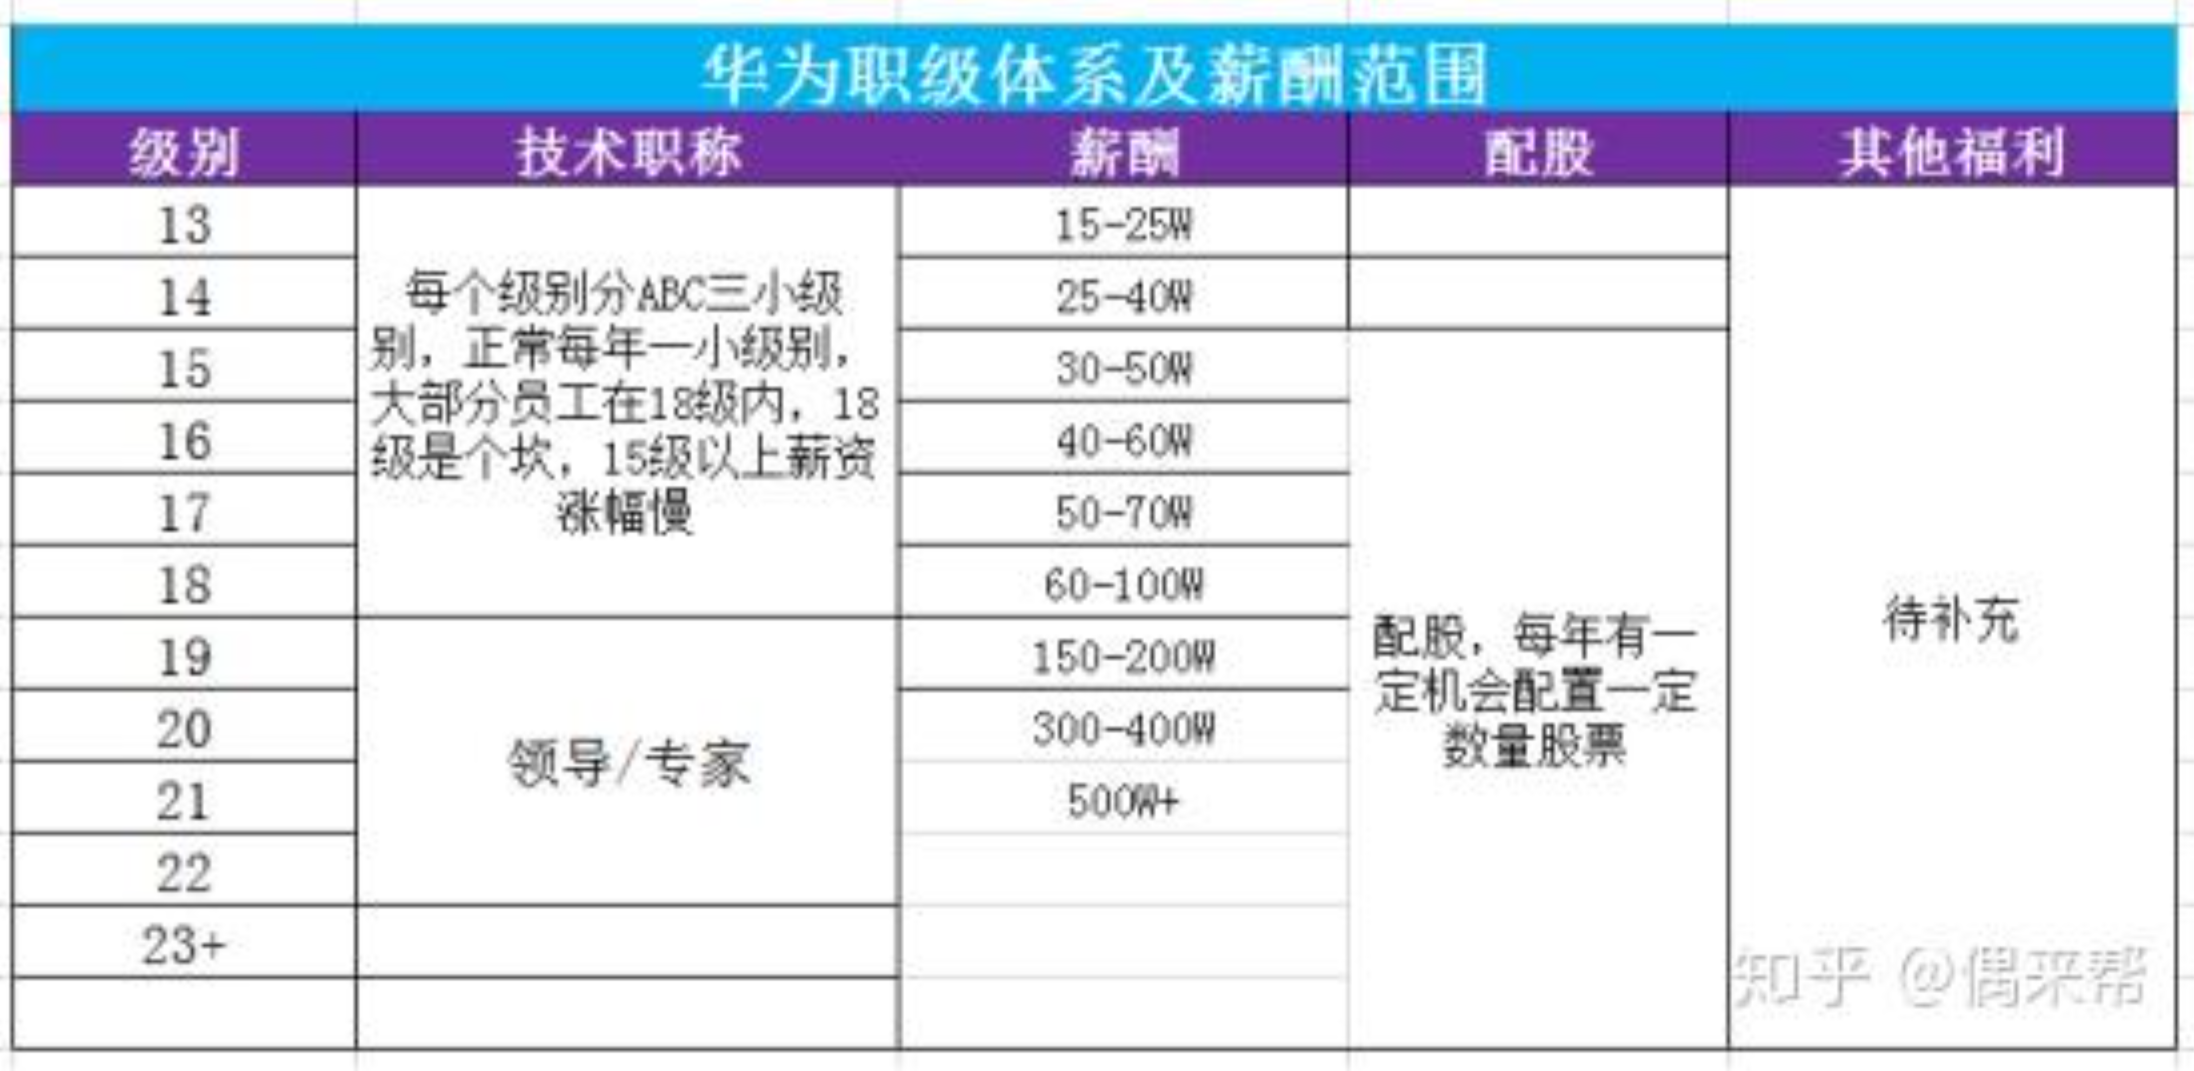 华为职级体系及薪酬范围
级别 技术职称 薪酬 配股 其他福利
13 15-25W
14 25-40W
15 30-50W
16 40-60W
17 50-70W
18 60-100W
每个级别分ABC三小级
别，正常每年一小级别，
大部分员工在18级内，18
级是个坎，15级以上薪资
涨幅慢
19 150-200W
20 300-400W
21 500W+
22
23+
领导/专家
配股，每年有一
定机会配置一定
数量股票
待补充
知乎 @偶来帮